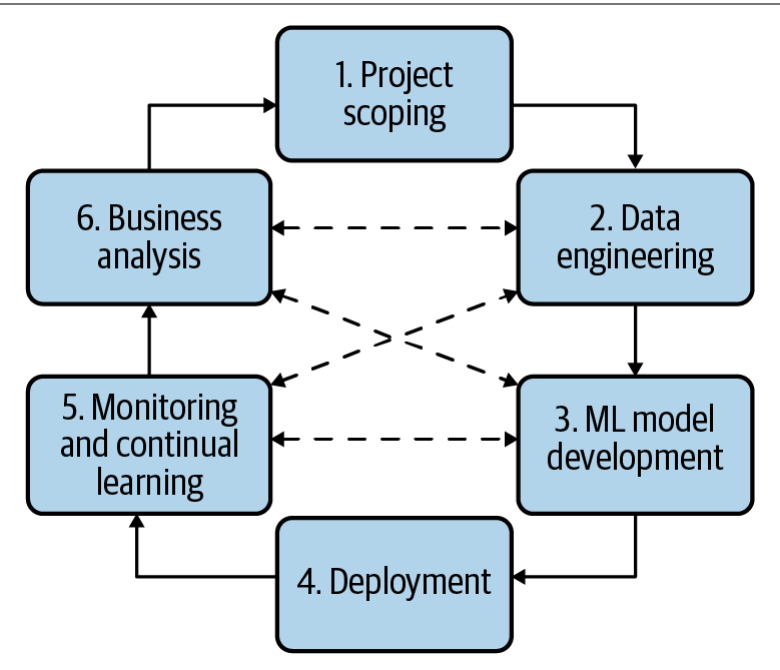 1. Project
scoping
2. Data
engineering
3. ML model
development
4. Deployment
5. Monitoring
and continual
learning
6. Business
analysis